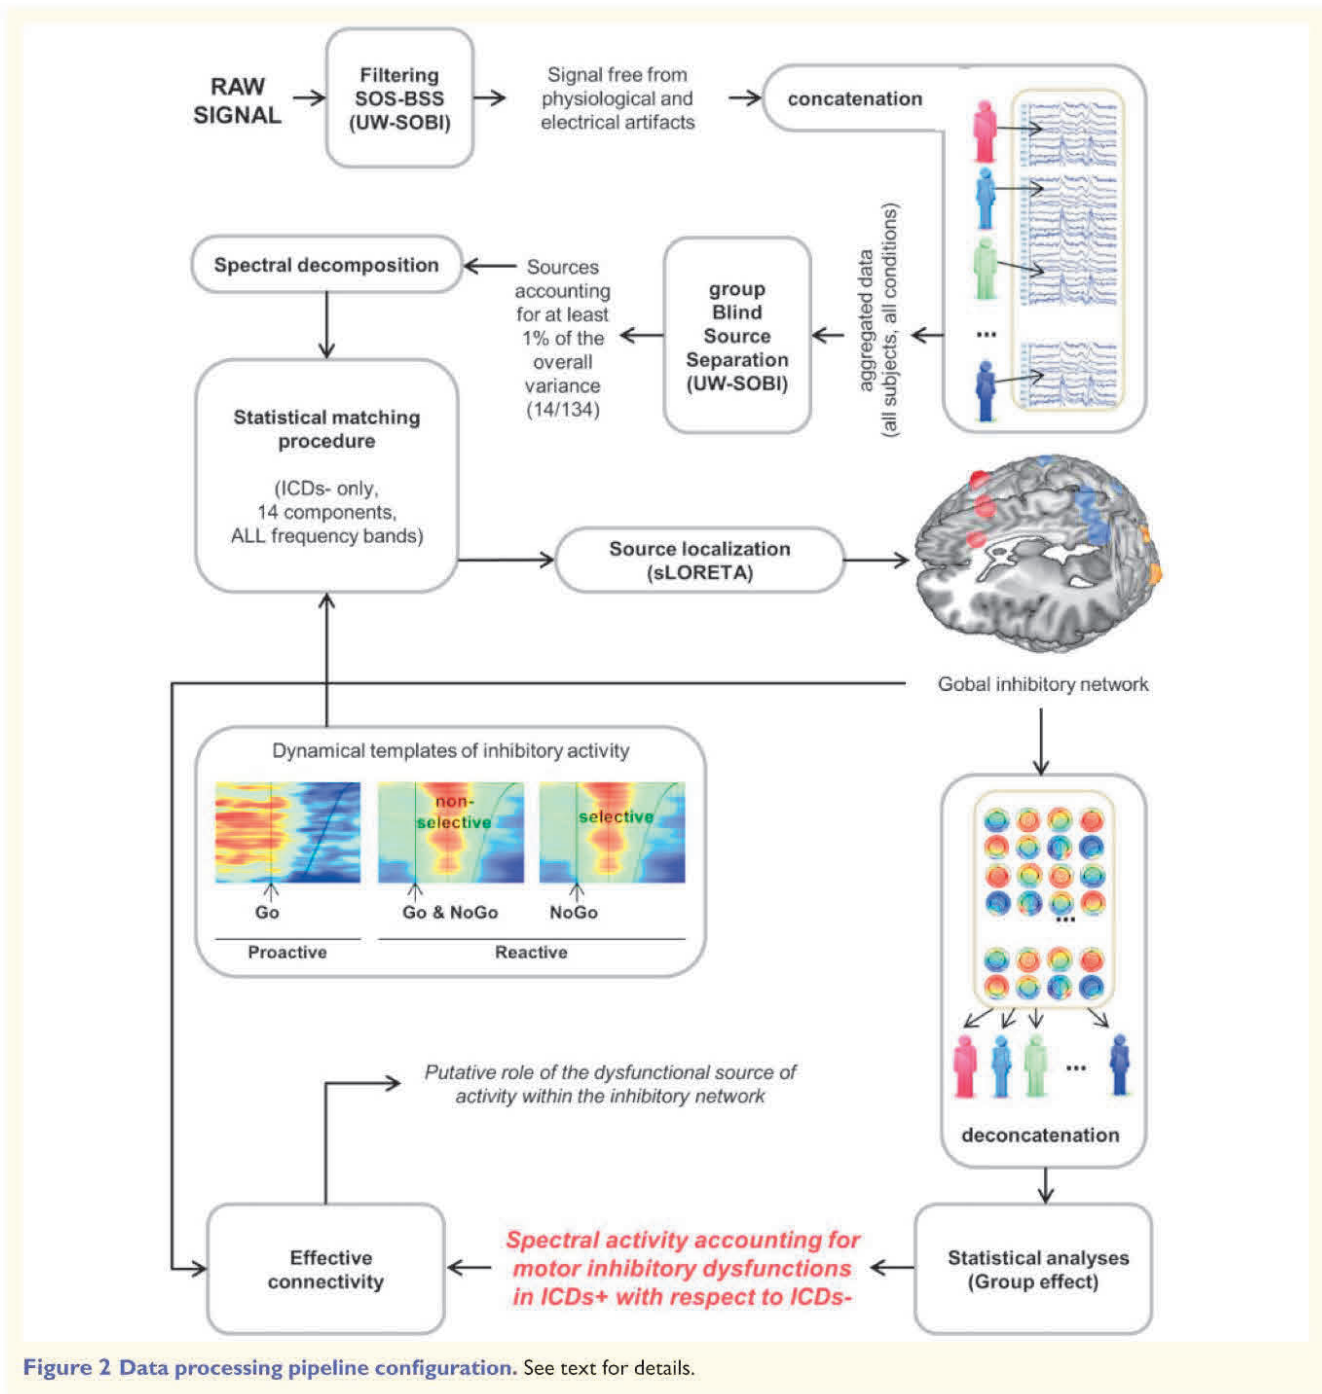 RAW
SIGNAL
Filtering
SOS-BSS
(UW-SOBI)
Signal free from
physiological and
electrical artifacts
concatenation
aggregated data
(all subjects, all conditions)
group
Blind
Source
Separation
(UW-SOBI)
Sources
accounting
for at least
1% of the
overall
variance
(14/134)
Spectral decomposition
Statistical matching
procedure
(ICDs- only,
14 components,
ALL frequency bands)
Source localization
(sLORETA)
Gobal inhibitory network
Dynamical templates of inhibitory activity
non-
selective
selective
Go
Go & NoGo
NoGo
Proactive
Reactive
...
...
...
deconcatenation
Statistical analyses
(Group effect)
Spectral activity accounting for
motor inhibitory dysfunctions
in ICDs+ with respect to ICDs-
Effective
connectivity
Putative role of the dysfunctional source of
activity within the inhibitory network
Figure 2 Data processing pipeline configuration. See text for details.